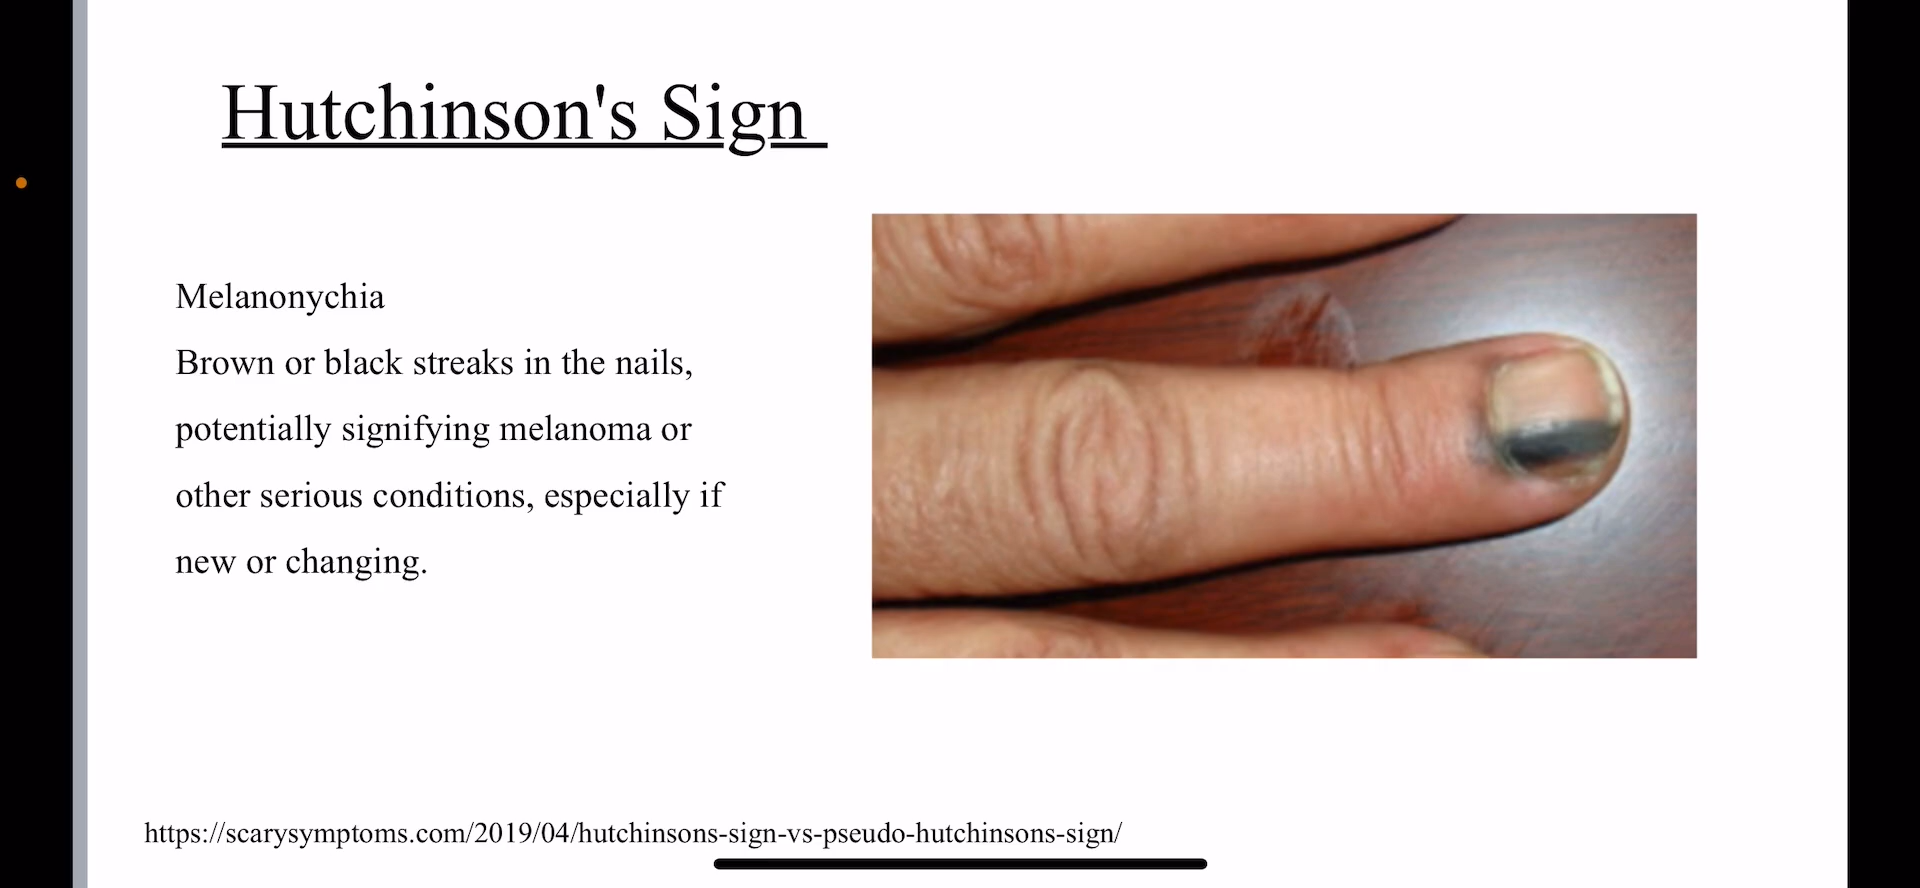 Hutchinson's Sign
Melanonychia
Brown or black streaks in the nails,
potentially signifying melanoma or
other serious conditions, especially if
new or changing.
https://scarysymptoms.com/2019/04/hutchinsons-sign-vs-pseudo-hutchinsons-sign/